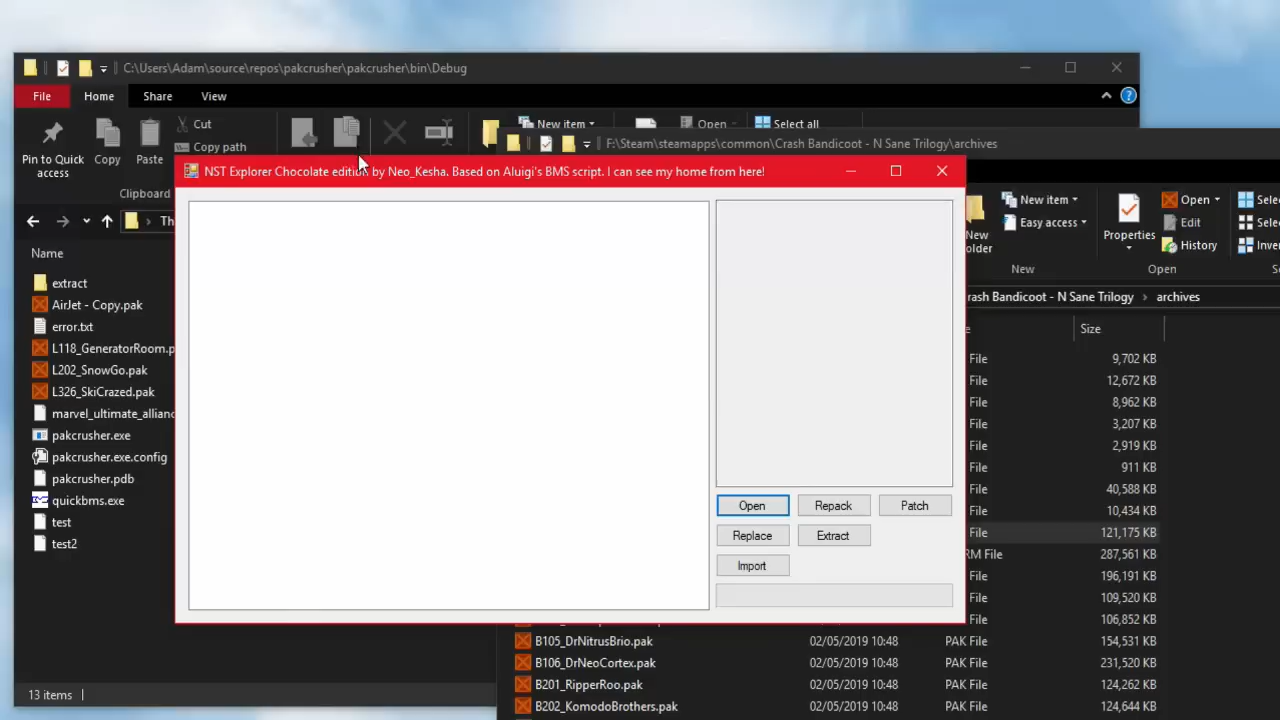 C:\Users\Adam\source\repos\pakcrusher\pakcrusher\bin\Debug
File
Home
Share
View
Pin to Quick access
Copy
Paste
Cut
Copy path
New item
Open
Select all
Clipboard
F:\Steam\steamapps\common\Crash Bandicoot - N Sane Trilogy\archives
NST Explorer Chocolate edition by Neo_Kesha. Based on Aluigi's BMS script. I can see my home from here!
Open
Repack
Patch
Replace
Extract
Import
New
New item
Easy access
New
Properties
Open
Edit
History
Open
rash Bandicoot - N Sane Trilogy
archives
Size
File 9,702 KB
File 12,672 KB
File 8,962 KB
File 3,207 KB
File 2,919 KB
File 911 KB
File 40,588 KB
File 10,434 KB
File 121,175 KB
RM File 287,561 KB
File 196,191 KB
File 109,520 KB
File 106,852 KB
B105_DrNitrusBrio.pak 02/05/2019 10:48 PAK File 154,531 KB
B106_DrNeoCortex.pak 02/05/2019 10:48 PAK File 231,520 KB
B201_RipperRoo.pak 02/05/2019 10:48 PAK File 124,262 KB
B202_KomodoBrothers.pak 02/05/2019 10:48 PAK File 124,644 KB
Name
extract
AirJet - Copy.pak
error.txt
L118_GeneratorRoom.p
L202_SnowGo.pak
L326_SkiCrazed.pak
marvel_ultimate_allianc
pakcrusher.exe
pakcrusher.exe.config
pakcrusher.pdb
quickbms.exe
test
test2
13 items